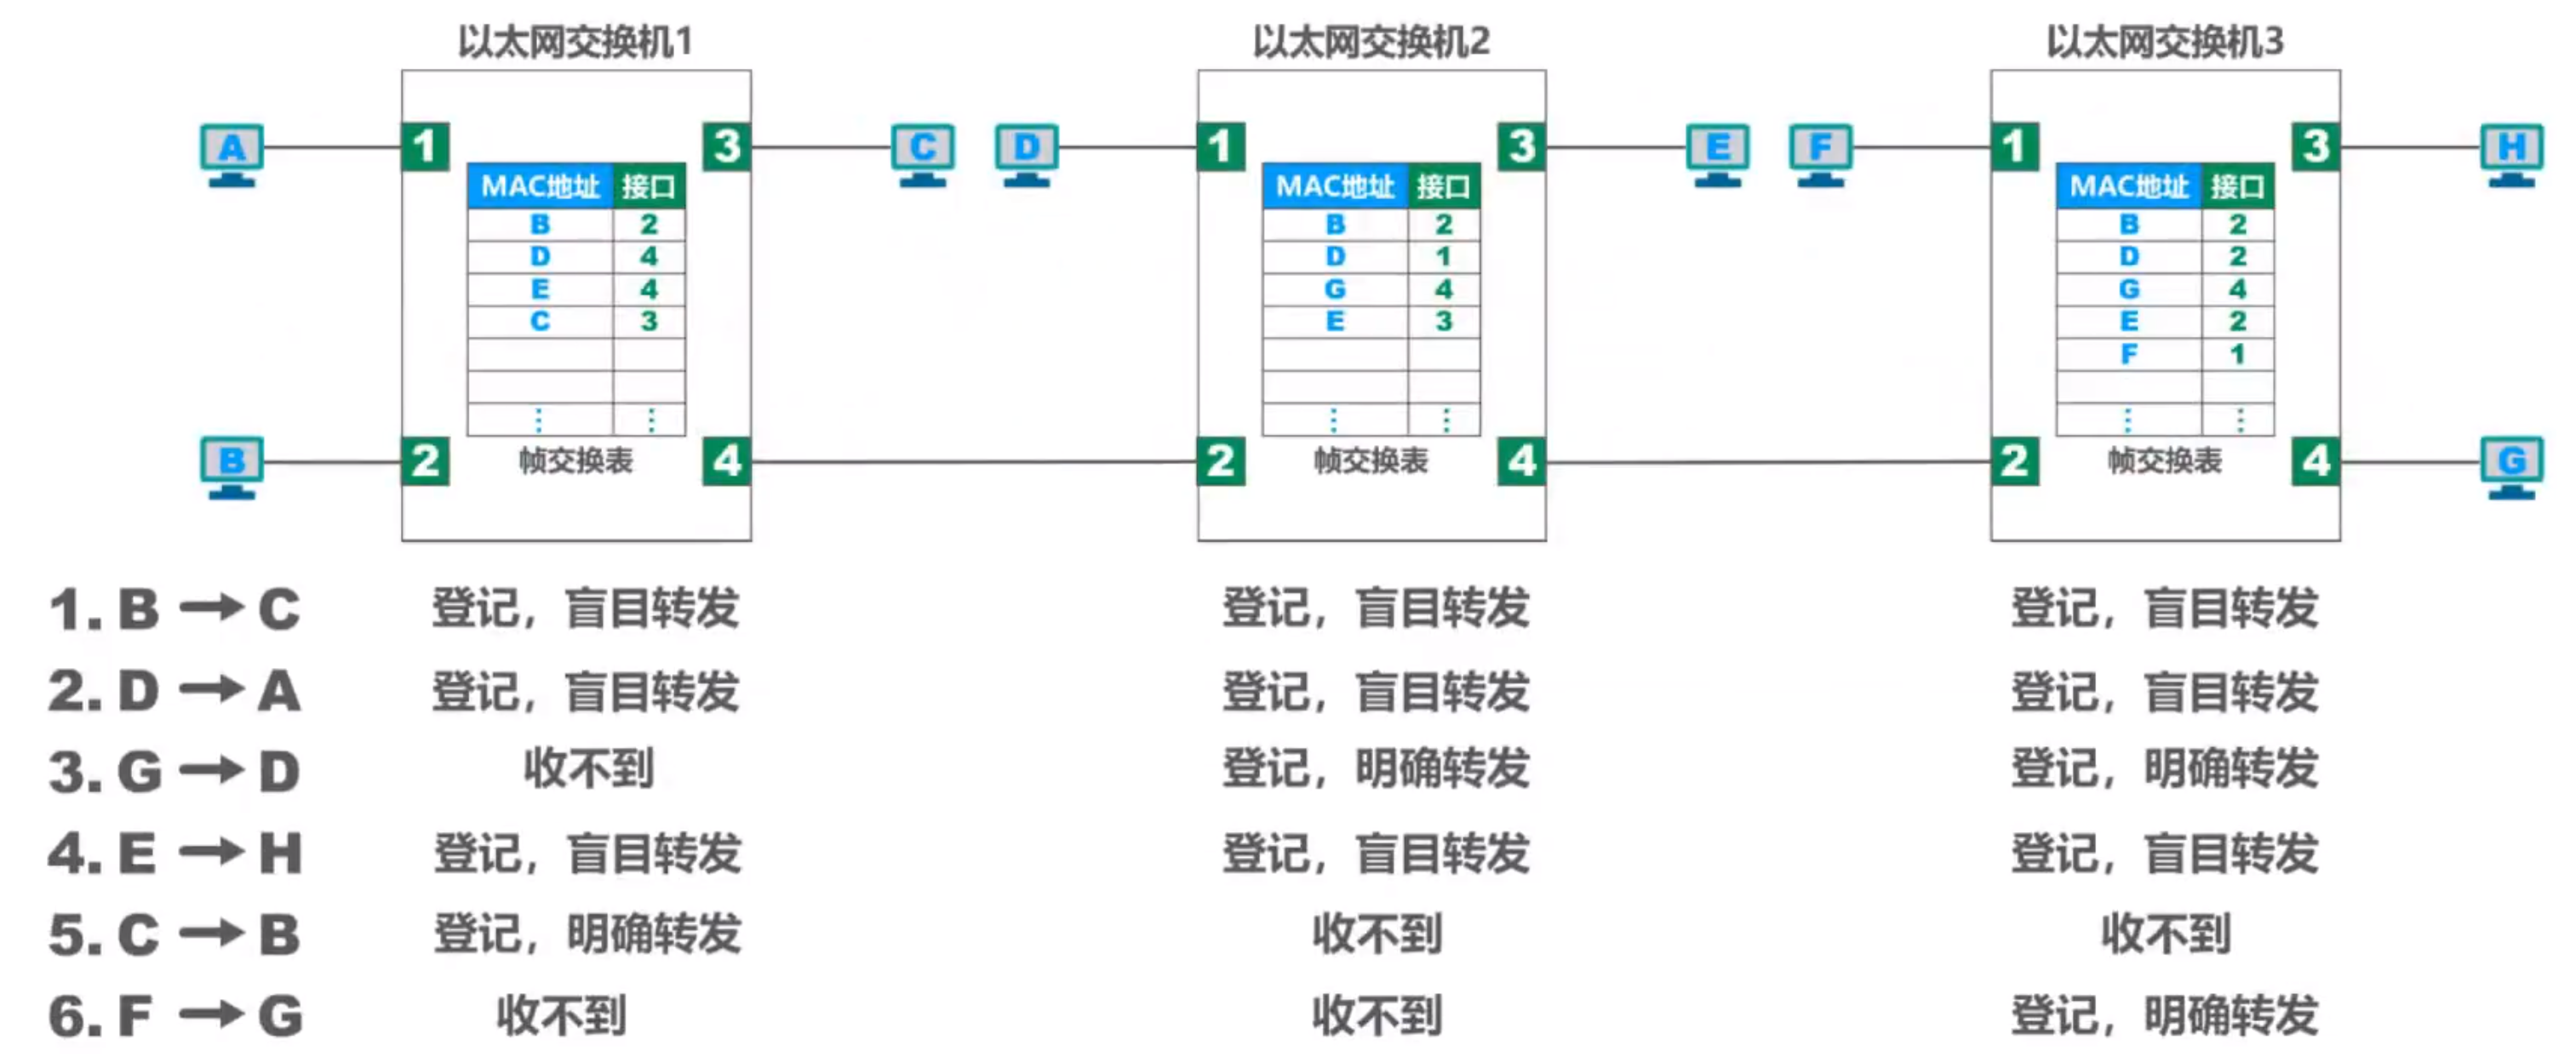 以太网交换机1 以太网交换机2 以太网交换机3
A 1 3 C D 1 3 E F 1 3 H
MAC地址 接口 MAC地址 接口 MAC地址 接口
B 2 B 2 B 2
D 4 D 1 D 2
E 4 G 4 G 4
C 3 E 3 E 2
F 1
⋮ ⋮ ⋮ ⋮ ⋮ ⋮
B 2 帧交换表 4 2 帧交换表 4 2 帧交换表 4 G
1. B → C 登记，盲目转发 登记，盲目转发 登记，盲目转发
2. D → A 登记，盲目转发 登记，盲目转发 登记，盲目转发
3. G → D 收不到 登记，明确转发 登记，明确转发
4. E → H 登记，盲目转发 登记，盲目转发 登记，盲目转发
5. C → B 登记，明确转发 收不到 收不到
6. F → G 收不到 收不到 登记，明确转发